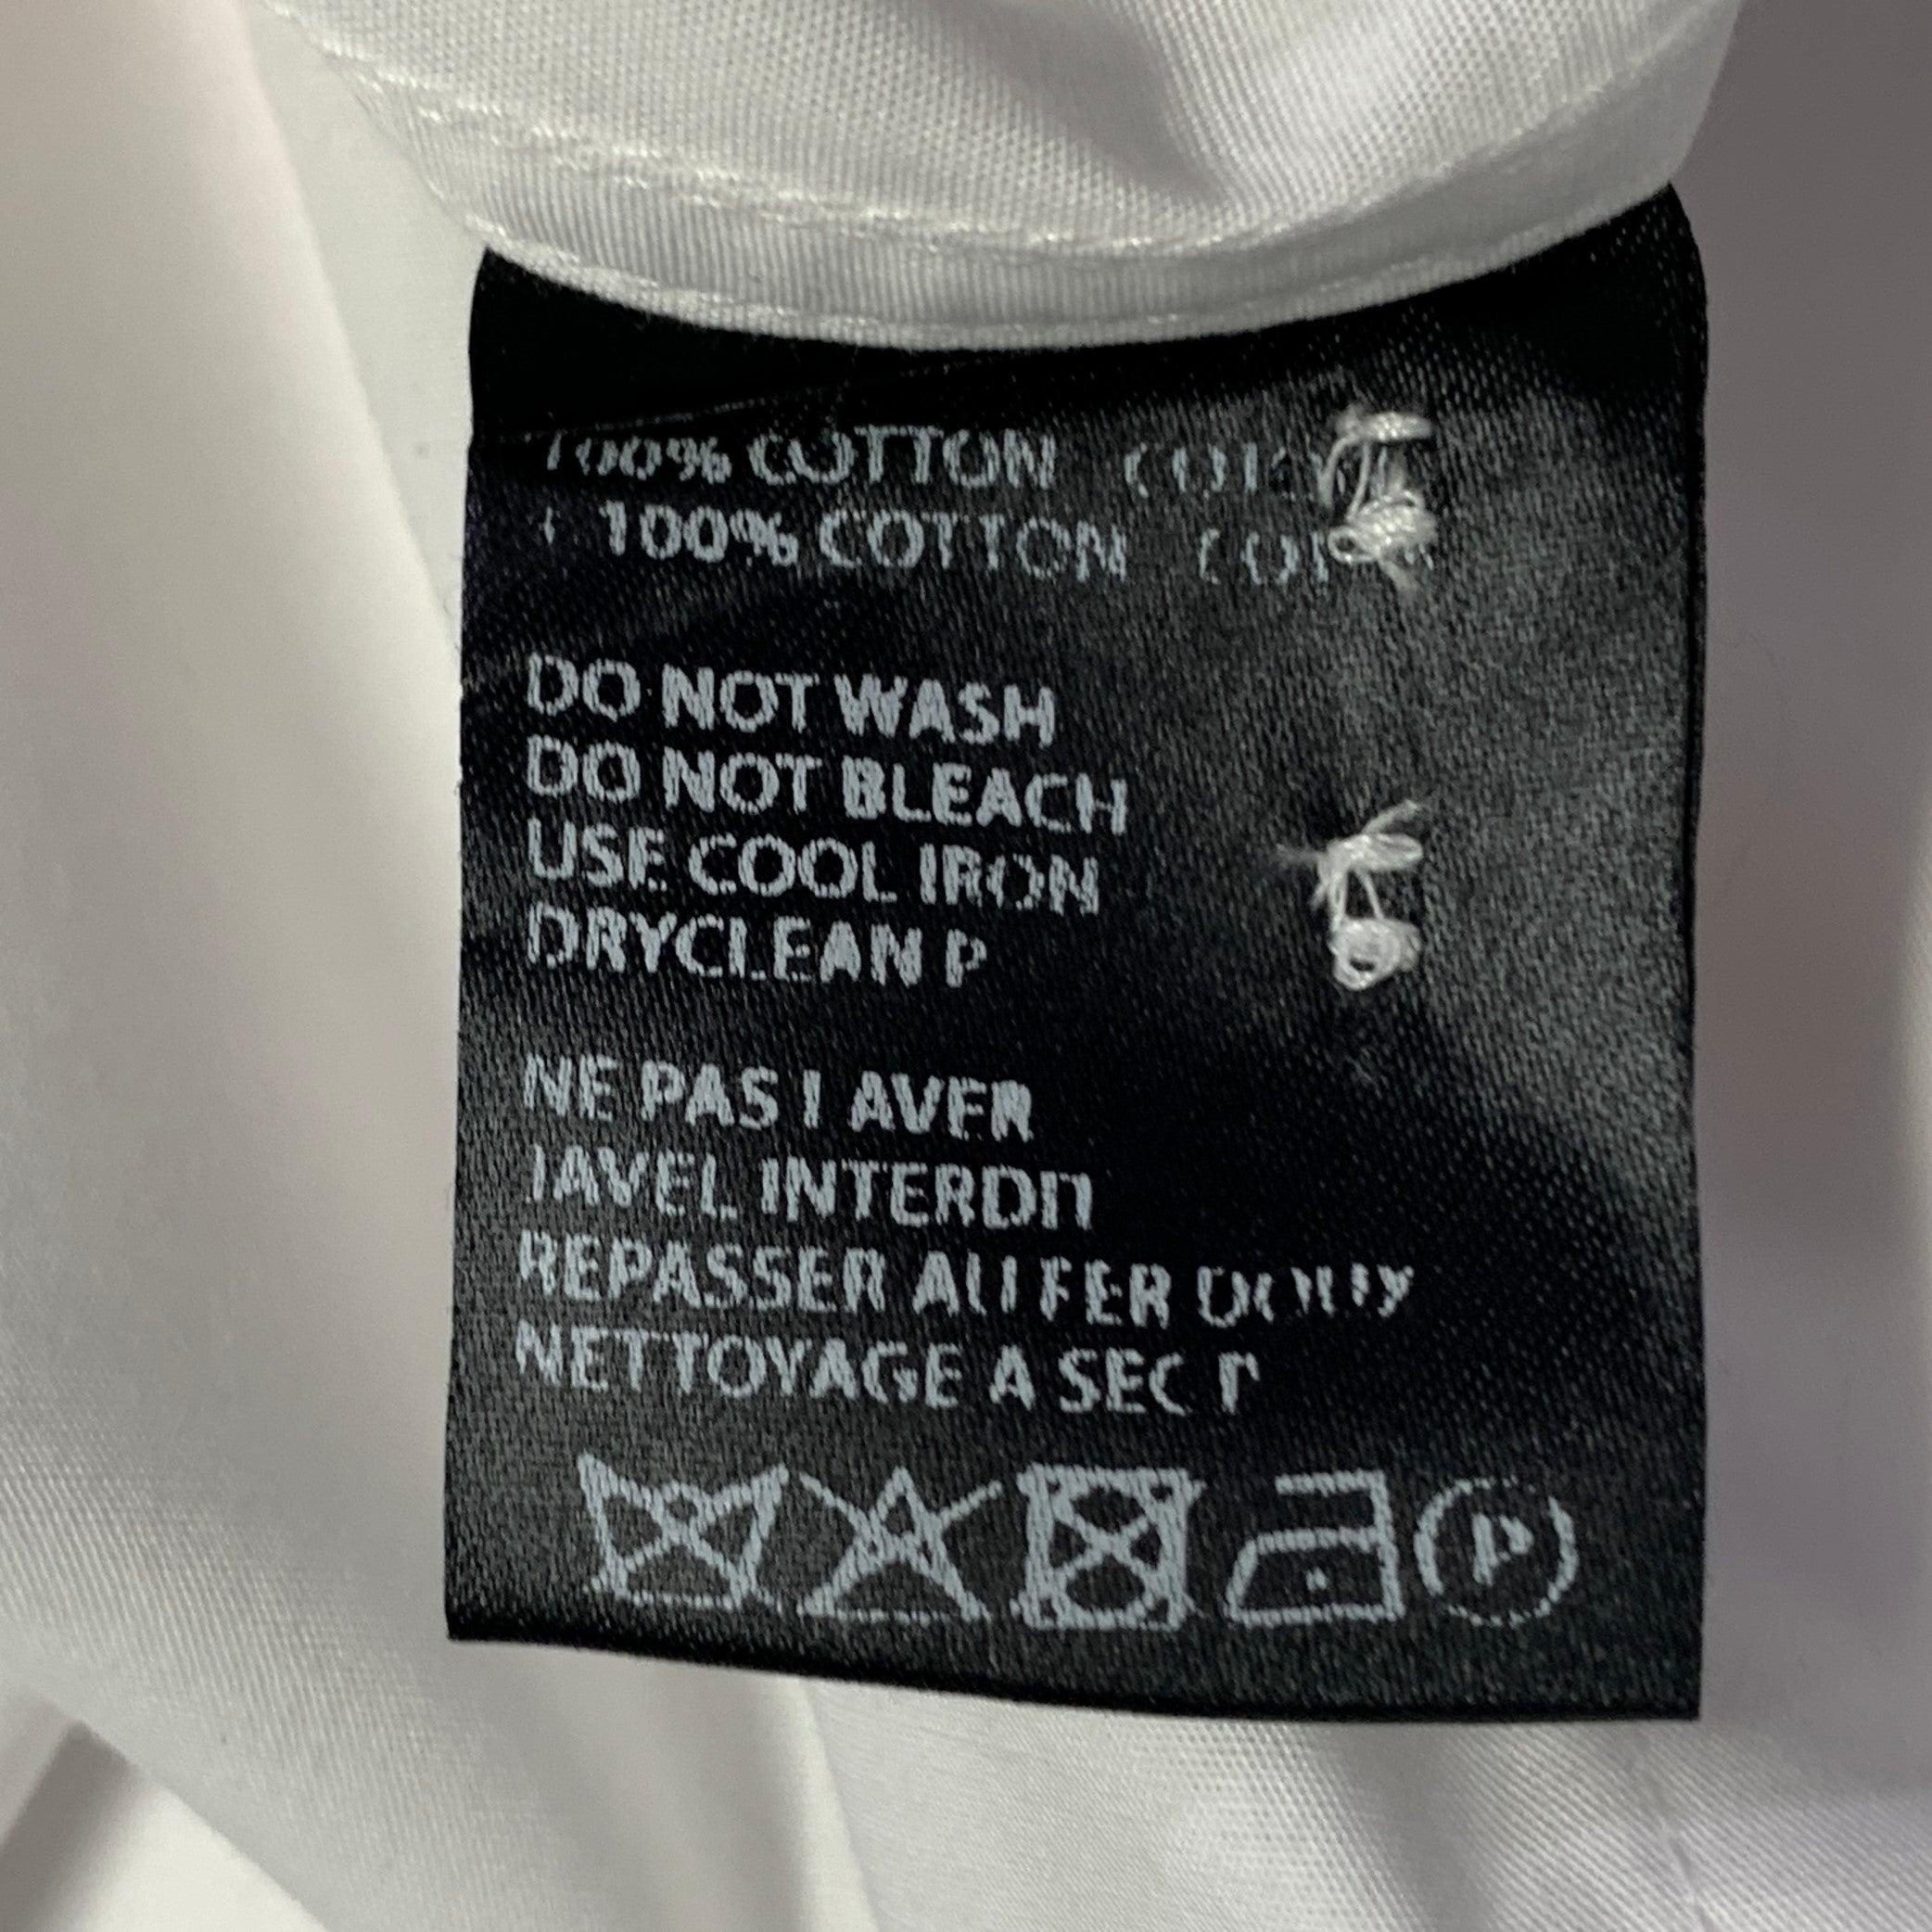 100% COTTON
100% COTTON
DO NOT WASH
DO NOT BLEACH
USE COOL IRON
DRYCLEAN P
NE PAS LAVER
JAVEL INTERDIT
REPASSER AU FER DOUX
NETTOYAGE A SEC P
P